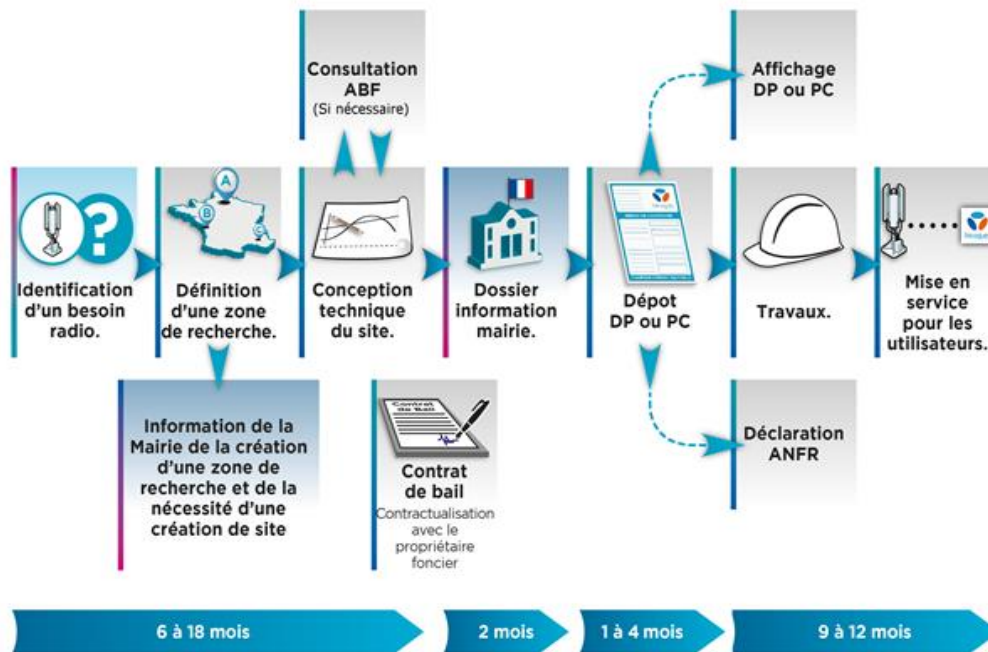 Consultation
ABF
(Si nécessaire)
Affichage
DP ou PC
A
B
C
?
Identification
d'un besoin
radio.
Définition
d'une zone
de recherche.
Conception
technique
du site.
Dossier
information
mairie.
Dépot
DP ou PC
Travaux.
Mise en
service
pour les
utilisateurs.
Information de la
Mairie de la création
d'une zone de
recherche et de la
nécessité d'une
création de site
Contrat
de Bail
Contrat
de bail
Contractualisation
avec le
propriétaire
foncier
Déclaration
ANFR
6 à 18 mois
2 mois
1 à 4 mois
9 à 12 mois